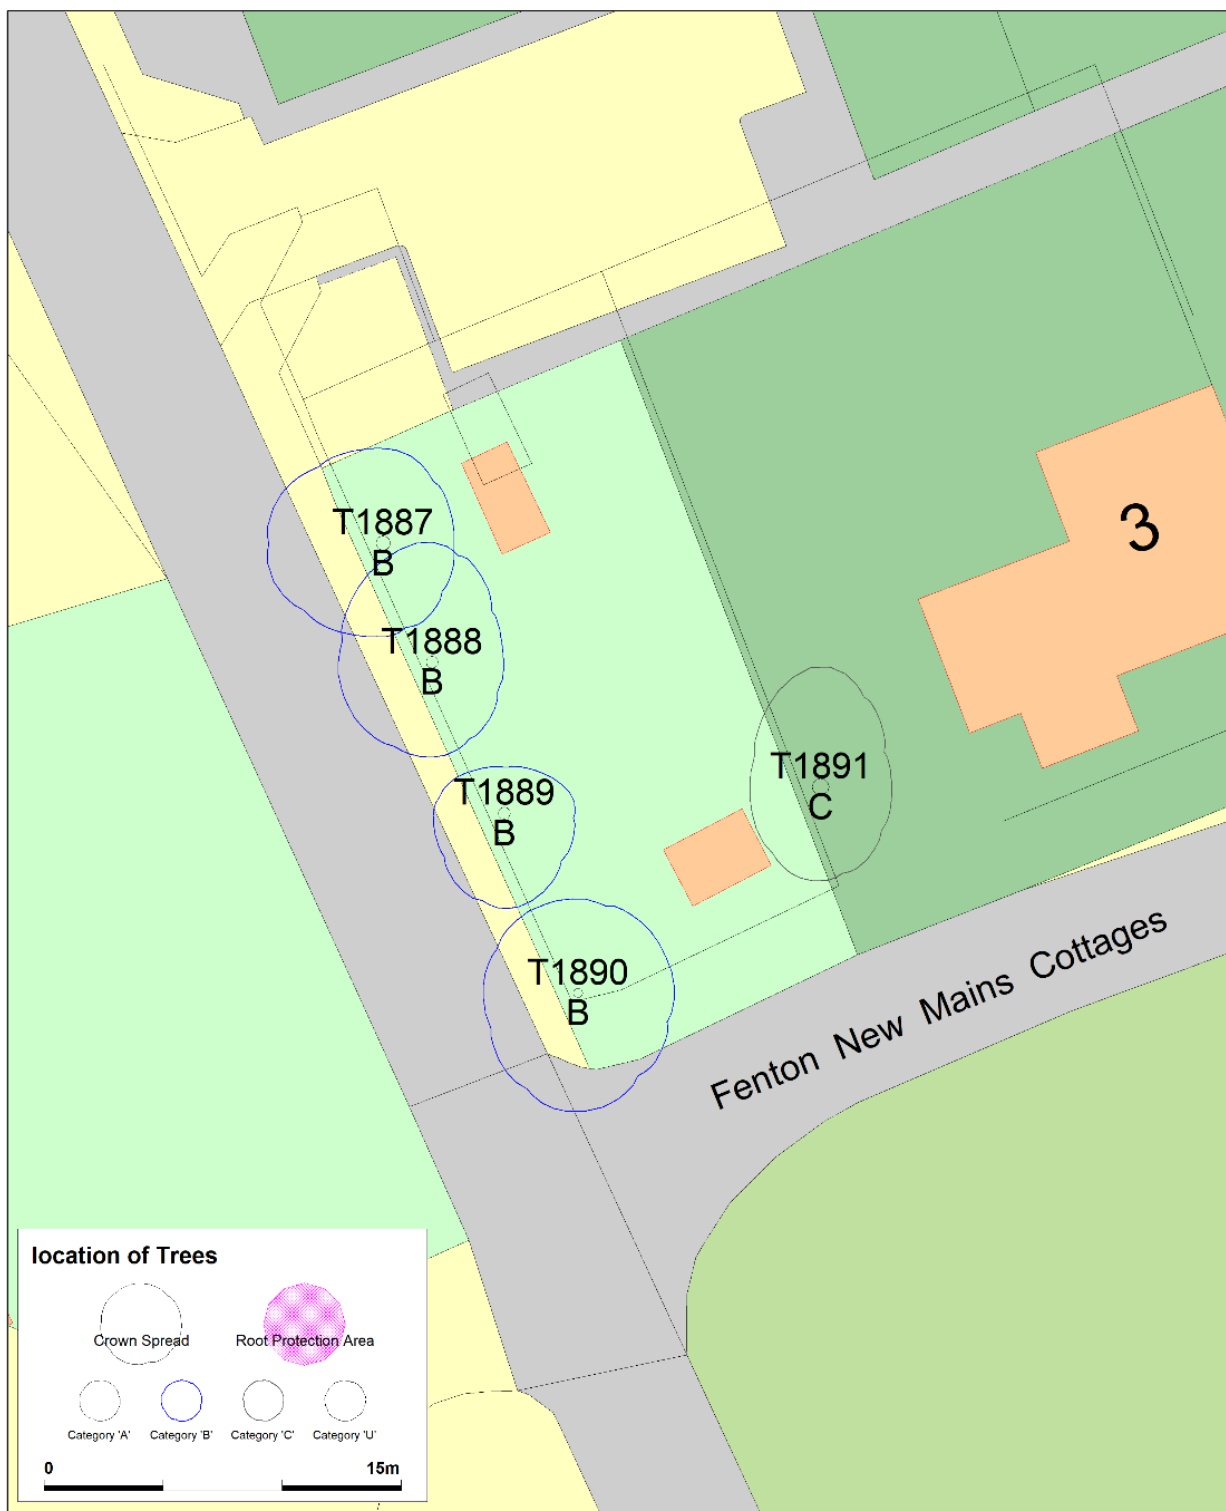 T1887
B
3
T1888
B
T1891
C
T1889
B
T1890
B
Fenton New Mains Cottages
location of Trees
Crown Spread
Root Protection Area
Category 'A'
Category 'B'
Category 'C'
Category 'U'
0
15m